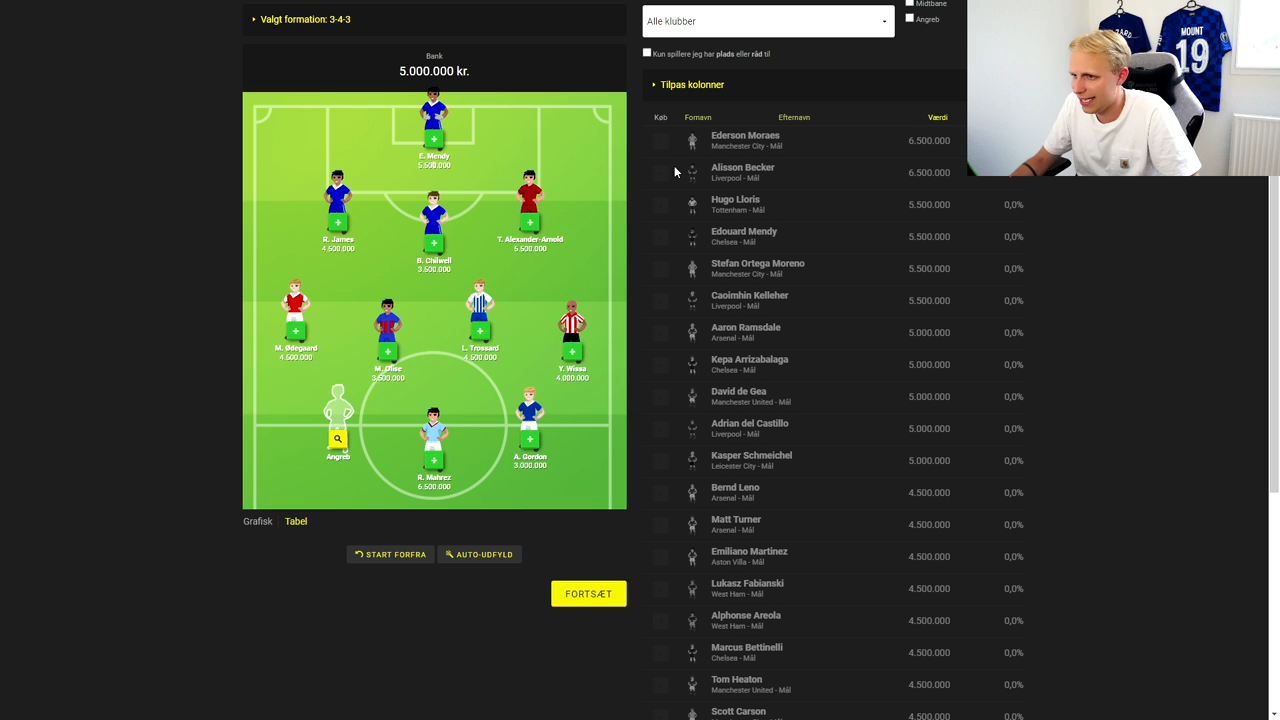 Valgt formation: 3-4-3
Bank
5.000.000 kr.
E. Mendy
5.500.000
R. James
4.500.000
B. Chilwell
3.500.000
T. Alexander-Arnold
5.500.000
M. Ødegaard
4.500.000
M. Olise
3.500.000
L. Trossard
4.500.000
Y. Wissa
4.000.000
Angreb
R. Mahrez
6.500.000
A. Gordon
3.000.000
Grafisk
Tabel
START FORFRA
AUTO-UDFYLD
FORTSÆT
Alle klubber
Midtbane
Angreb
Kun spillere jeg har plads eller råd til
Tilpas kolonner
Køb Fornavn Efternavn Værdi
Ederson Moraes
Manchester City - Mål
6.500.000
Alisson Becker
Liverpool - Mål
6.500.000
Hugo Lloris
Tottenham - Mål
5.500.000 0,0%
Edouard Mendy
Chelsea - Mål
5.500.000 0,0%
Stefan Ortega Moreno
Manchester City - Mål
5.500.000 0,0%
Caoimhin Kelleher
Liverpool - Mål
5.500.000 0,0%
Aaron Ramsdale
Arsenal - Mål
5.000.000 0,0%
Kepa Arrizabalaga
Chelsea - Mål
5.000.000 0,0%
David de Gea
Manchester United - Mål
5.000.000 0,0%
Adrian del Castillo
Liverpool - Mål
5.000.000 0,0%
Kasper Schmeichel
Leicester City - Mål
5.000.000 0,0%
Bernd Leno
Arsenal - Mål
4.500.000 0,0%
Matt Turner
Arsenal - Mål
4.500.000 0,0%
Emiliano Martinez
Aston Villa - Mål
4.500.000 0,0%
Lukasz Fabianski
West Ham - Mål
4.500.000 0,0%
Alphonse Areola
West Ham - Mål
4.500.000 0,0%
Marcus Bettinelli
Chelsea - Mål
4.500.000 0,0%
Tom Heaton
Manchester United - Mål
4.500.000 0,0%
Scott Carson
4.500.000 0,0%
MOUNT
19